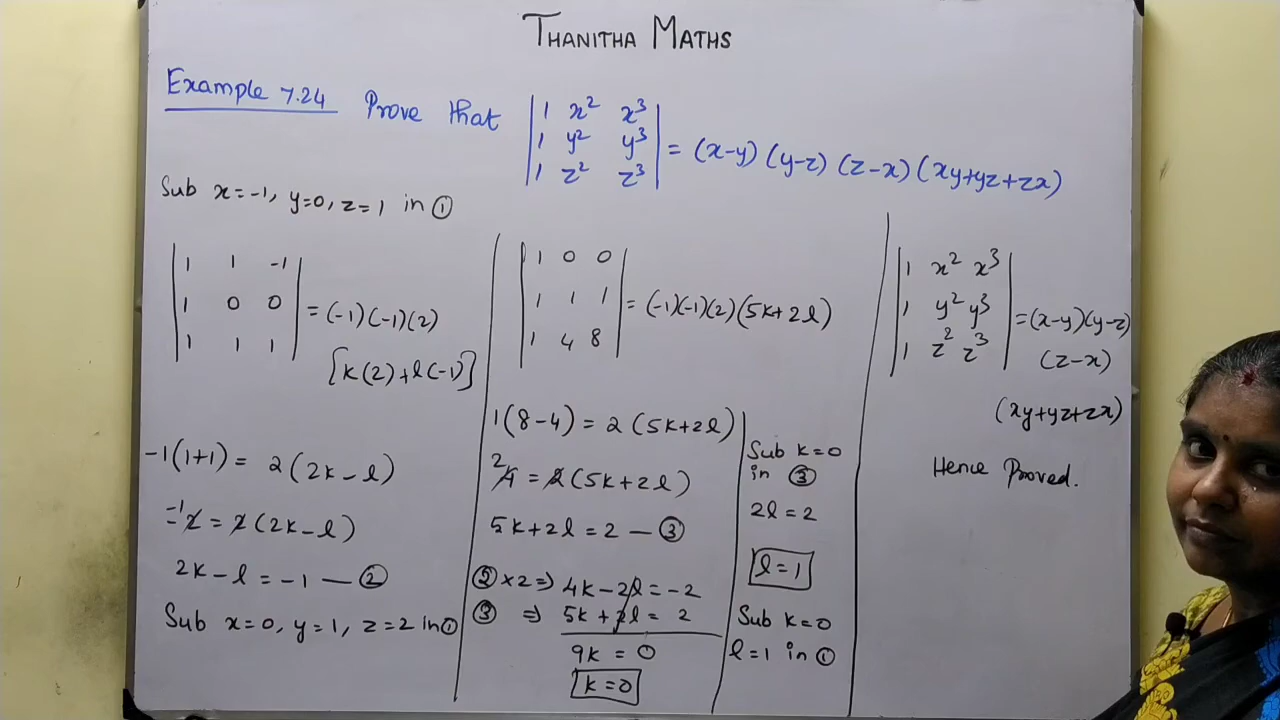 THANITHA MATHS
Example 7.24 Prove that | 1 x² x³ |
| 1 y² y³ | = (x-y) (y-z) (z-x) (xy+yz+zx)
| 1 z² z³ |
Sub x=-1, y=0, z=1 in ①
| 1 1 -1 |
| 1 0 0 | = (-1)(-1)(2)
| 1 1 1 |
[k(2)+l(-1)]
-1(1+1) = 2(2k-l)
-2 = 2(2k-l) -1
2k-l = -1 — ②
Sub x=0, y=1, z=2 in ①
| 1 0 0 |
| 1 1 1 | = (-1)(-1)(2)(5k+2l)
| 1 4 8 |
1(8-4) = 2(5k+2l)
2
4 = 2(5k+2l)
5k+2l = 2 — ③
② ×2 ⇒ 4k-2l = -2
③ ⇒ 5k+2l = 2
9k = 0
k=0
Sub k=0
in ③
2l = 2
l=1
Sub k=0
l=1 in ①
| 1 x² x³ |
| 1 y² y³ | = (x-y)(y-z)
| 1 z² z³ | (z-x)
(xy+yz+zx)
Hence Proved.